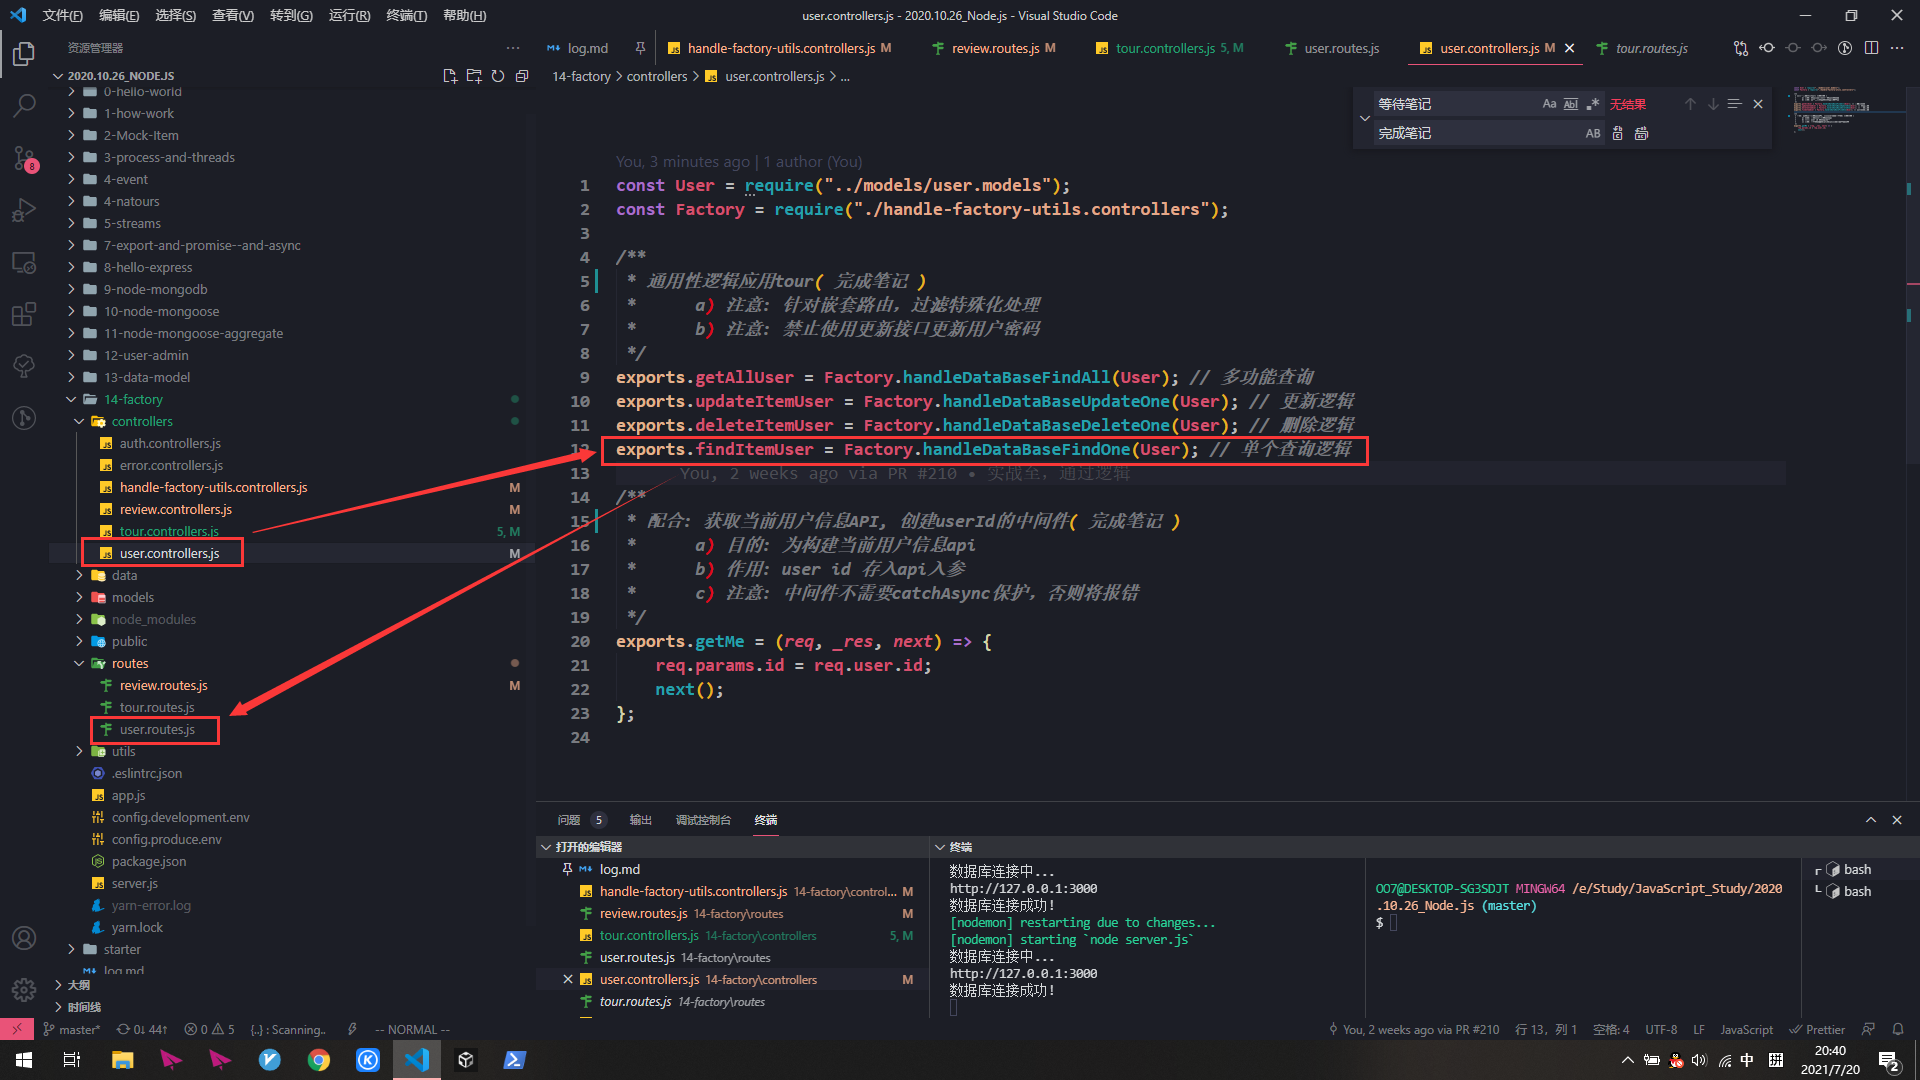 文件(F) 编辑(E) 选择(S) 查看(V) 转到(G) 运行(R) 终端(T) 帮助(H)
user.controllers.js - 2020.10.26_Node.js - Visual Studio Code
资源管理器
log.md
handle-factory-utils.controllers.js M
review.routes.js M
tour.controllers.js 5, M
user.routes.js
user.controllers.js M
tour.routes.js
2020.10.26_NODE.JS
0-hello-world
1-how-work
2-Mock-Item
3-process-and-threads
4-event
4-natours
5-streams
7-export-and-promise--and-async
8-hello-express
9-node-mongodb
10-node-mongoose
11-node-mongoose-aggregate
12-user-admin
13-data-model
14-factory
controllers
auth.controllers.js
error.controllers.js
handle-factory-utils.controllers.js M
review.controllers.js M
tour.controllers.js 5, M
user.controllers.js M
data
models
node_modules
public
routes
review.routes.js M
tour.routes.js
user.routes.js
utils
.eslintrc.json
app.js
config.development.env
config.produce.env
package.json
server.js
yarn-error.log
yarn.lock
starter
log.md
大纲
时间线
8
14-factory > controllers > user.controllers.js > ...
等待笔记 Aa Abl .* 无结果
完成笔记 AB
You, 3 minutes ago | 1 author (You)
1 const User = require("../models/user.models");
2 const Factory = require("./handle-factory-utils.controllers");
3
4 /**
5 * 通用性逻辑应用tour( 完成笔记 )
6 * a) 注意: 针对嵌套路由，过滤特殊化处理
7 * b) 注意: 禁止使用更新接口更新用户密码
8 */
9 exports.getAllUser = Factory.handleDataBaseFindAll(User); // 多功能查询
10 exports.updateItemUser = Factory.handleDataBaseUpdateOne(User); // 更新逻辑
11 exports.deleteItemUser = Factory.handleDataBaseDeleteOne(User); // 删除逻辑
12 exports.findItemUser = Factory.handleDataBaseFindOne(User); // 单个查询逻辑
13 You, 2 weeks ago via PR #210 • 实战至，通过逻辑
14 /**
15 * 配合: 获取当前用户信息API, 创建userId的中间件( 完成笔记 )
16 * a) 目的: 为构建当前用户信息api
17 * b) 作用: user id 存入api入参
18 * c) 注意: 中间件不需要catchAsync保护，否则将报错
19 */
20 exports.getMe = (req, _res, next) => {
21 req.params.id = req.user.id;
22 next();
23 };
24
问题 5 输出 调试控制台 终端
打开的编辑器
log.md
handle-factory-utils.controllers.js 14-factory\control... M
review.routes.js 14-factory\routes M
tour.controllers.js 14-factory\controllers 5, M
user.routes.js 14-factory\routes
user.controllers.js 14-factory\controllers M
tour.routes.js 14-factory\routes
终端
数据库连接中...
http://127.0.0.1:3000
数据库连接成功!
[nodemon] restarting due to changes...
[nodemon] starting `node server.js`
数据库连接中...
http://127.0.0.1:3000
数据库连接成功!
OO7@DESKTOP-SG3SDJT MINGW64 /e/Study/JavaScript_Study/2020
.10.26_Node.js (master)
$
bash
bash
master* 0↓ 44↑ 0 5 {..} : Scanning.. -- NORMAL --
You, 2 weeks ago via PR #210 行 13，列 1 空格: 4 UTF-8 LF JavaScript Prettier
中 拼
20:40
2021/7/20
2